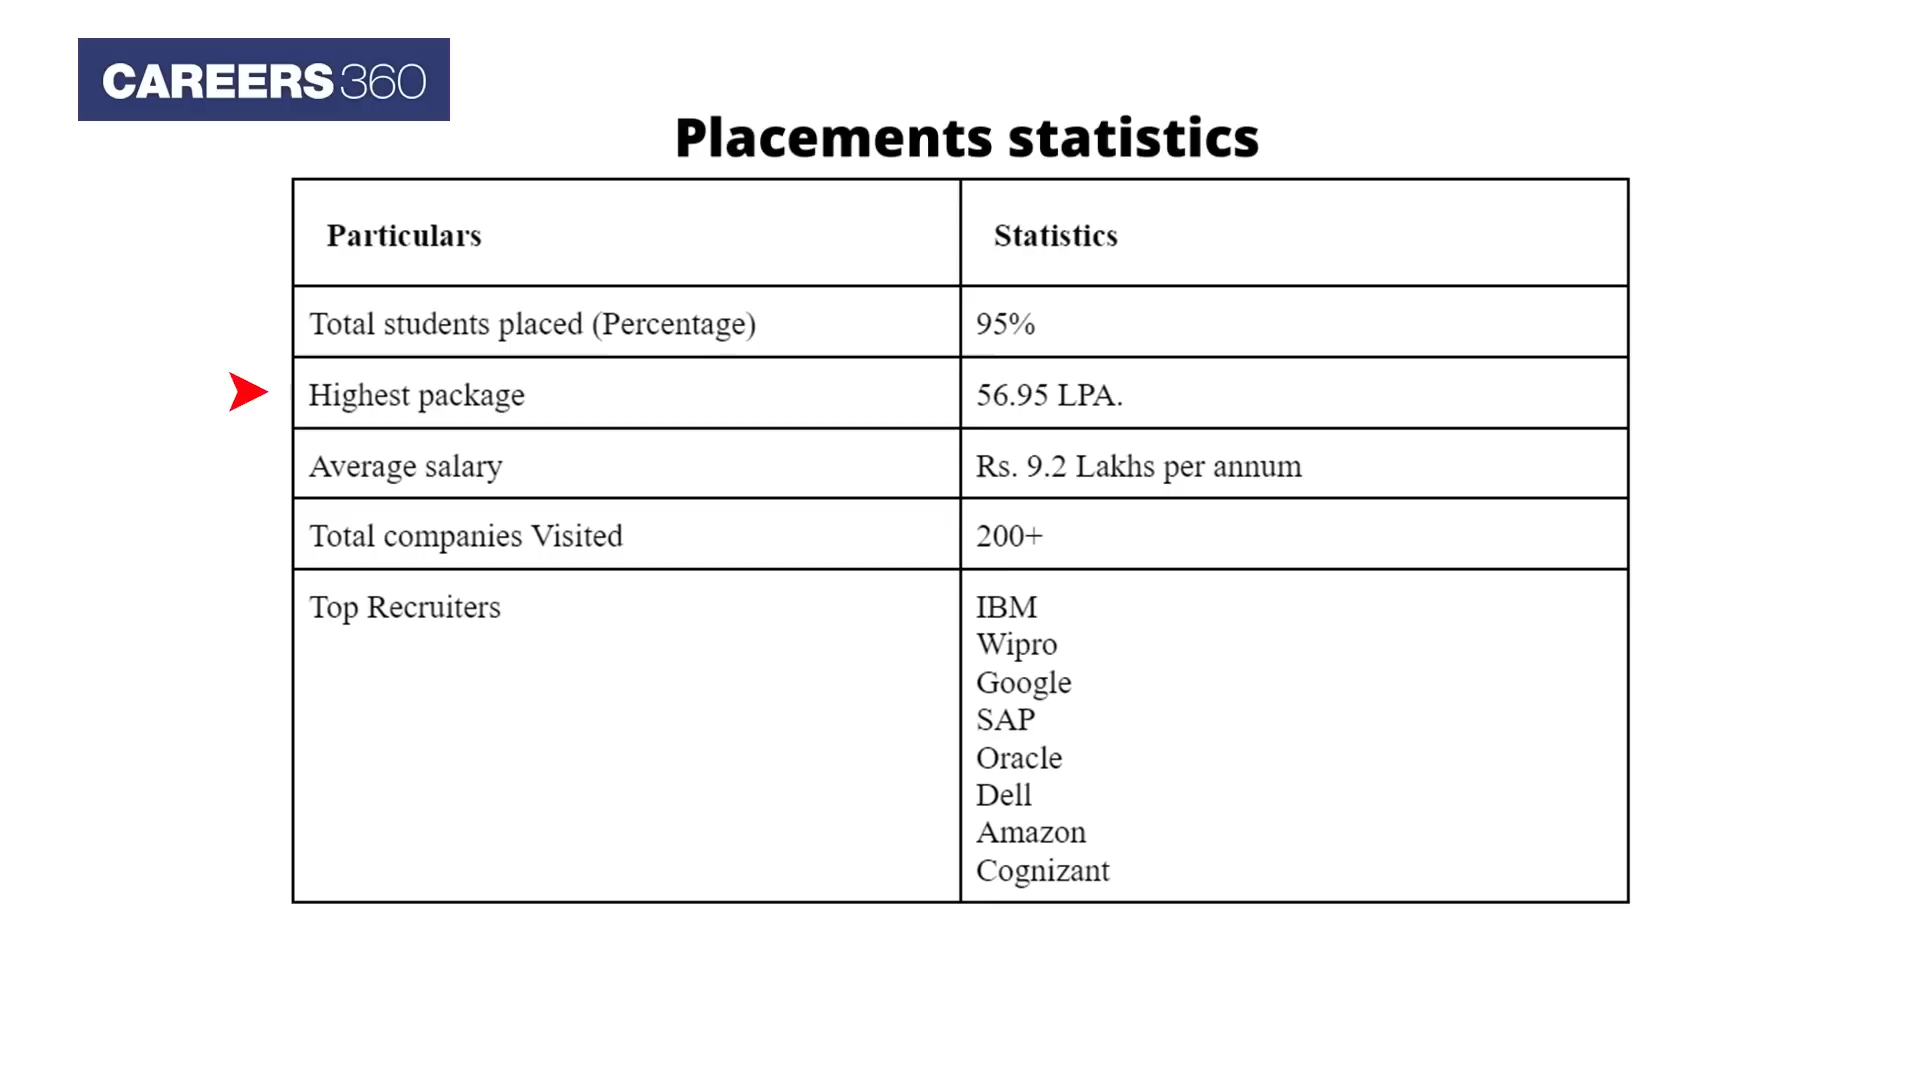 CAREERS360
Placements statistics
Particulars Statistics
Total students placed (Percentage) 95%
Highest package 56.95 LPA.
Average salary Rs. 9.2 Lakhs per annum
Total companies Visited 200+
Top Recruiters IBM
Wipro
Google
SAP
Oracle
Dell
Amazon
Cognizant